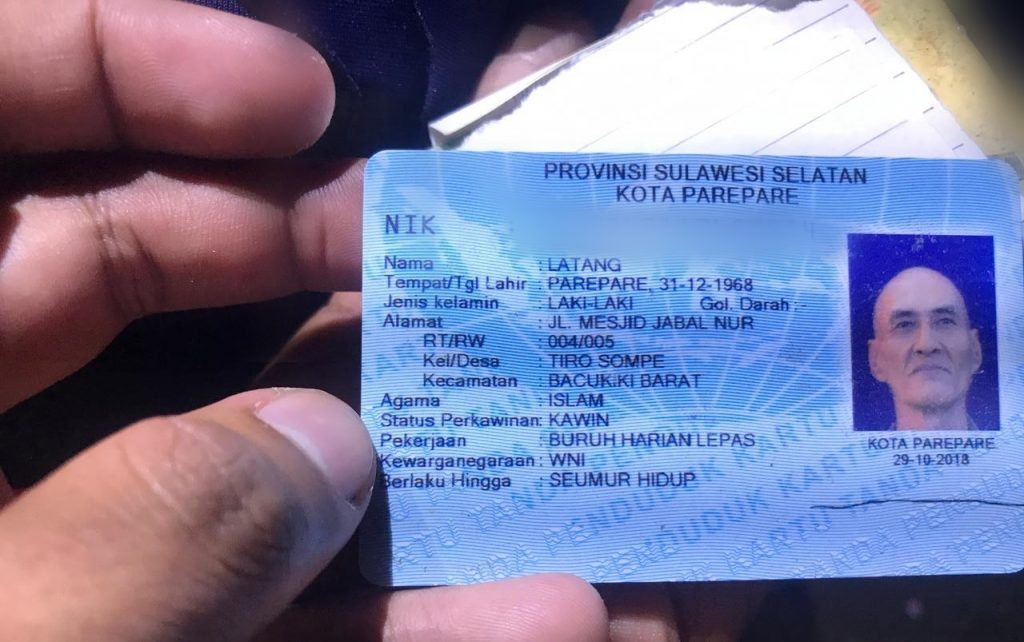 PROVINSI SULAWESI SELATAN
KOTA PAREPARE
NIK
Nama : LATANG
Tempat/Tgl Lahir : PAREPARE, 31-12-1968
Jenis kelamin : LAKI-LAKI Gol. Darah :-
Alamat : JL. MESJID JABAL NUR
RT/RW : 004/005
Kel/Desa : TIRO SOMPE
Kecamatan : BACUKIKI BARAT
Agama : ISLAM
Status Perkawinan: KAWIN
Pekerjaan : BURUH HARIAN LEPAS
Kewarganegaraan : WNI
Berlaku Hingga : SEUMUR HIDUP
KOTA PAREPARE
29-10-2018